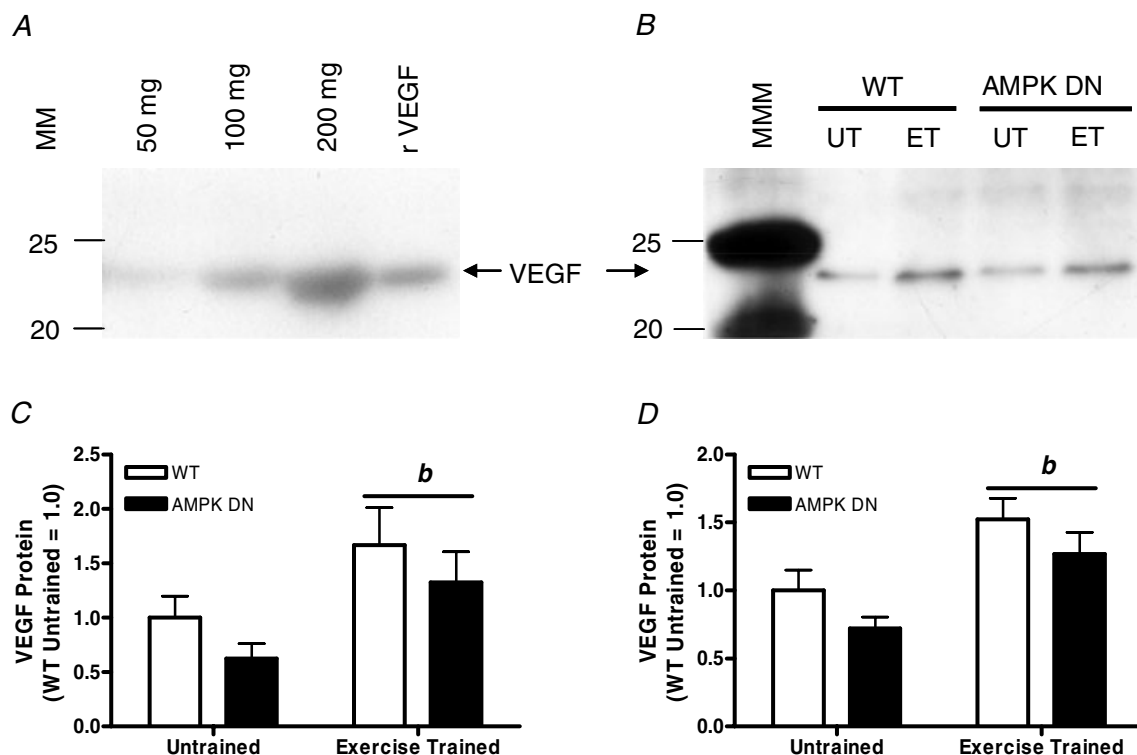 A
MM
50 mg
100 mg
200 mg
r VEGF
25
20
VEGF
B
MMM
WT
AMPK DN
UT
ET
UT
ET
25
20
C
VEGF Protein
(WT Untrained = 1.0)
2.5
2.0
1.5
1.0
0.5
0.0
WT
AMPK DN
b
Untrained
Exercise Trained
D
VEGF Protein
(WT Untrained = 1.0)
2.0
1.5
1.0
0.5
0.0
WT
AMPK DN
b
Untrained
Exercise Trained